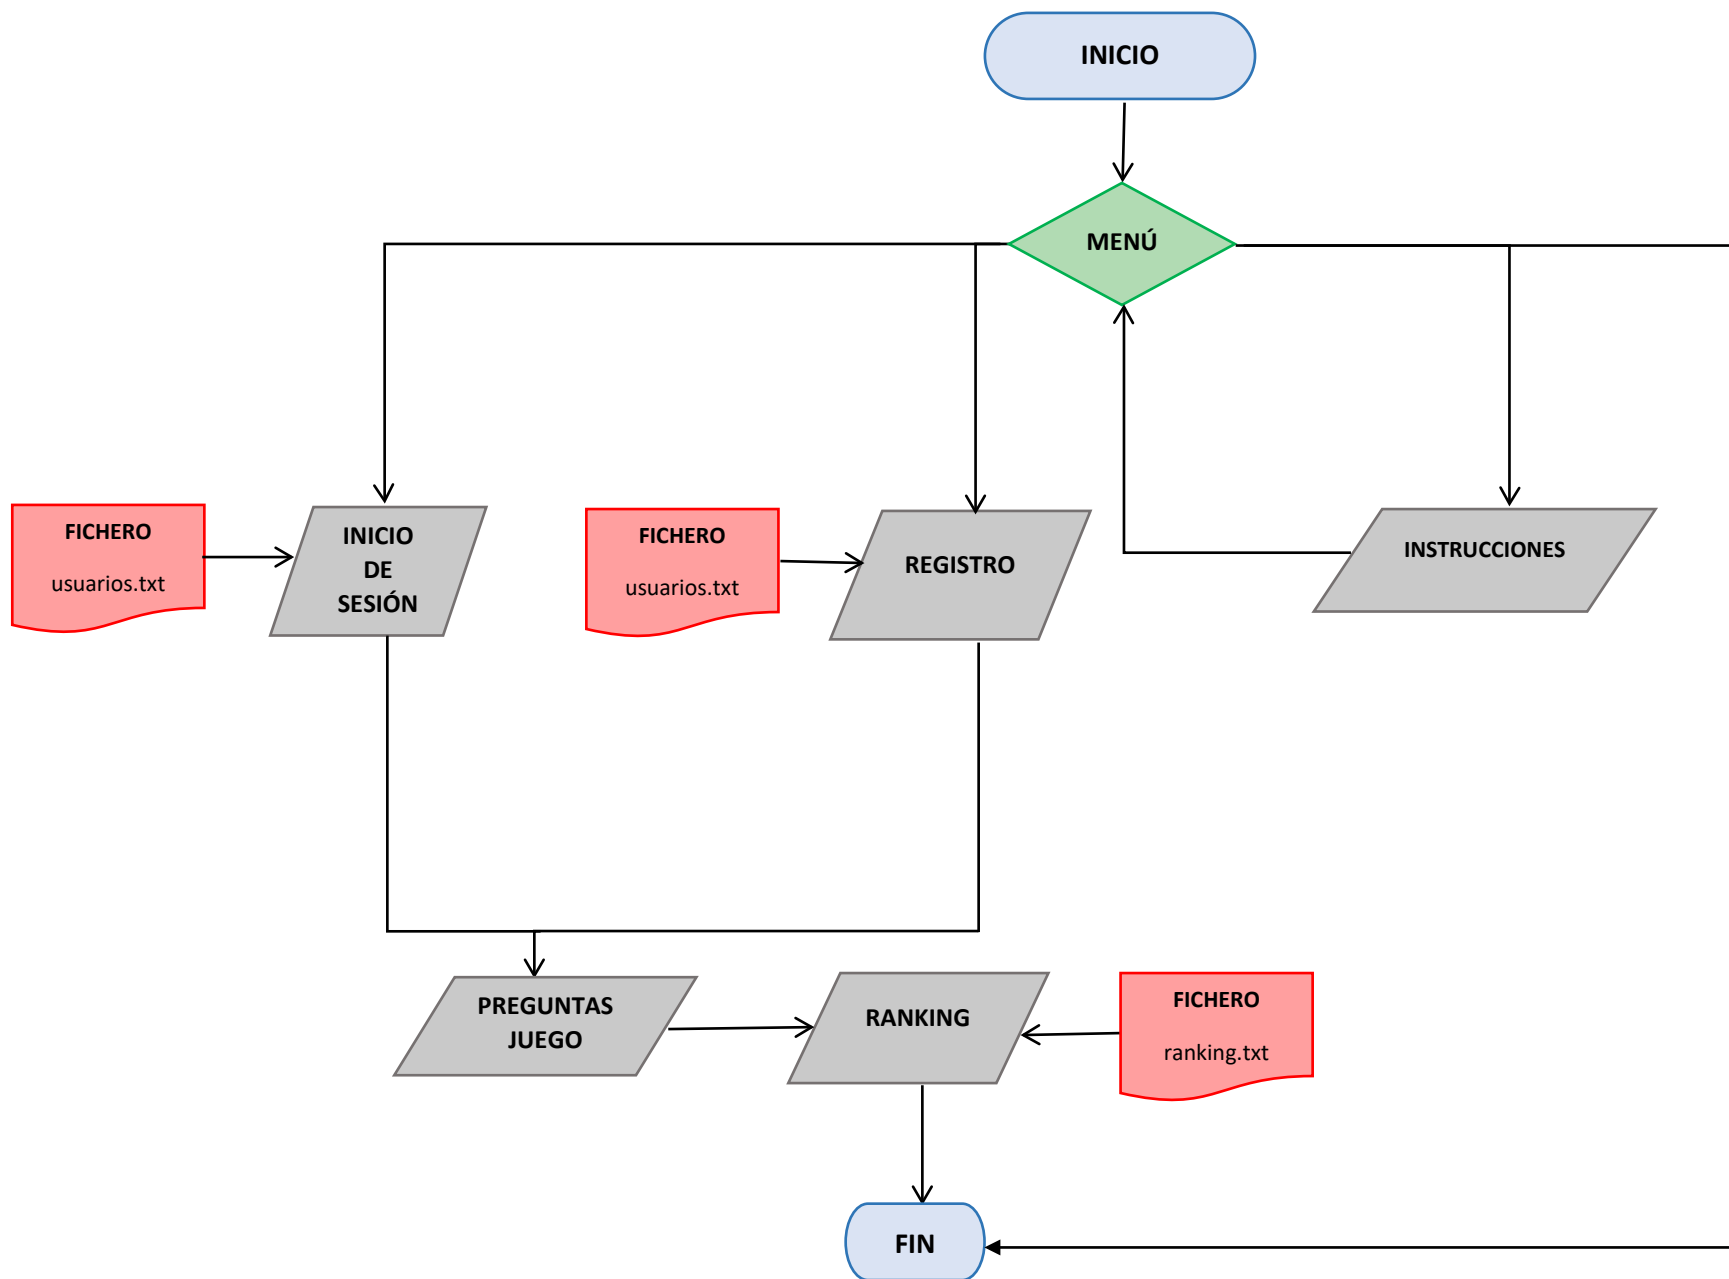 INICIO
MENÚ
FICHERO
usuarios.txt
INICIO
DE
SESIÓN
FICHERO
usuarios.txt
REGISTRO
INSTRUCCIONES
PREGUNTAS
JUEGO
RANKING
FICHERO
ranking.txt
FIN